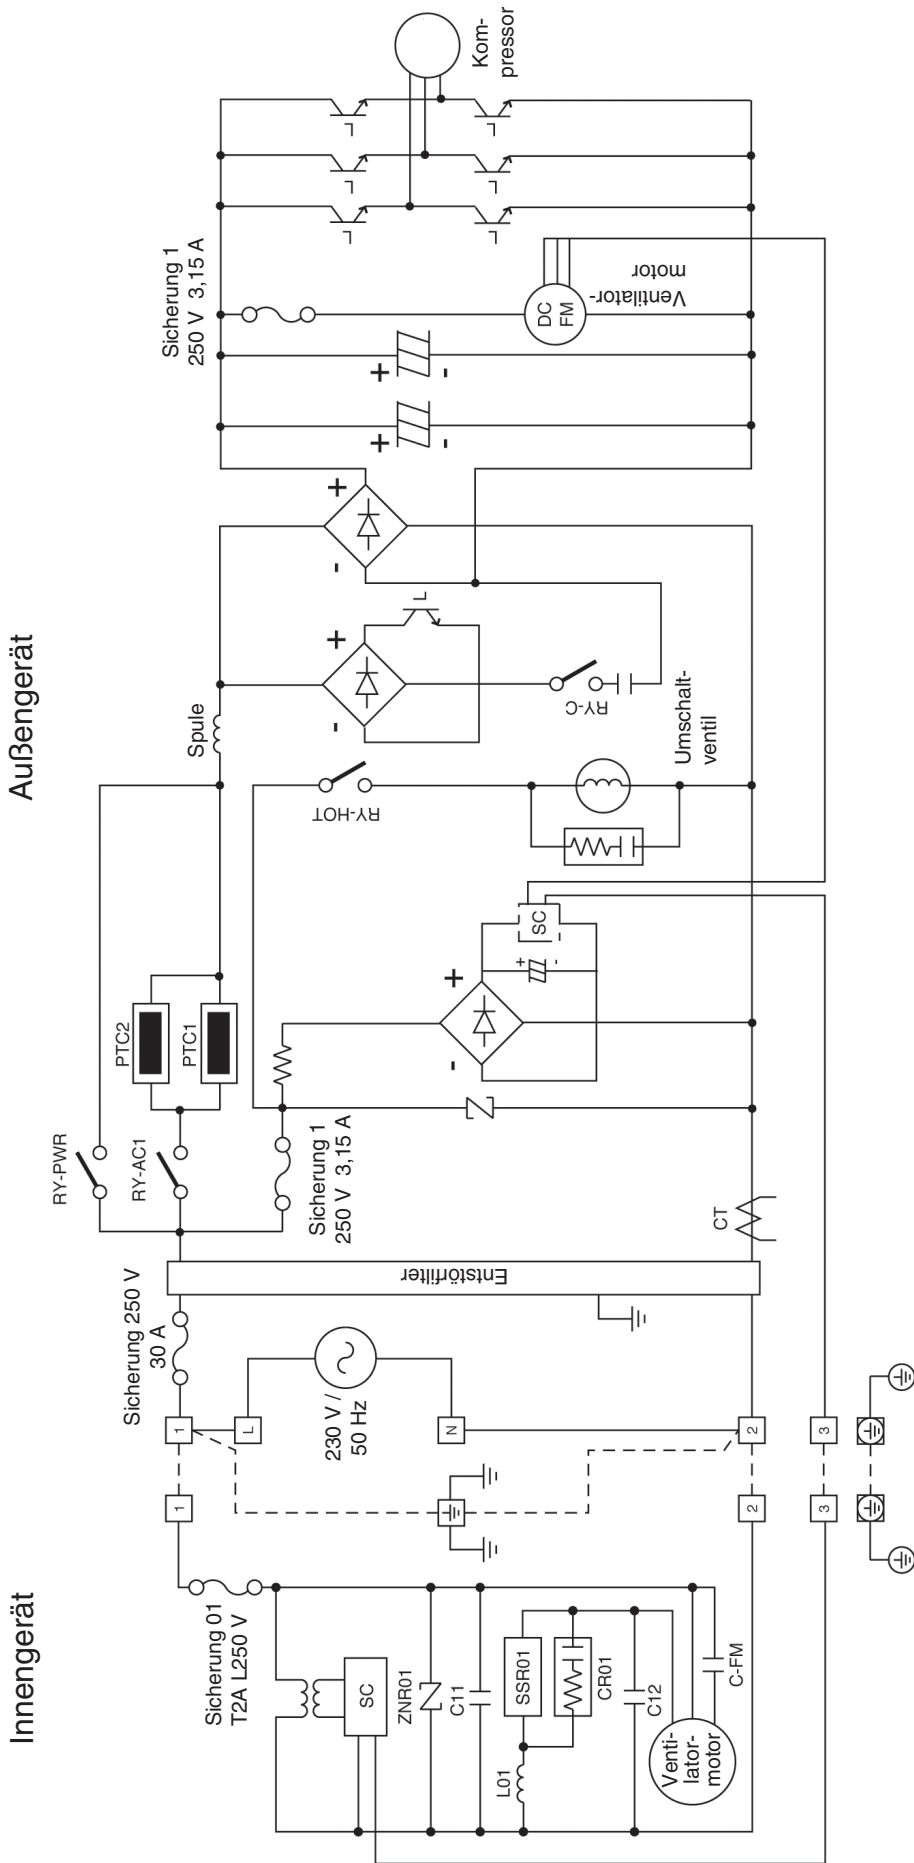 Innengerät
Außengerät
Sicherung 01
T2A L250 V
SC
ZNR01
C11
L01
SSR01
CR01
C12
C-FM
Venti-
lator-
motor
1
1
2
2
3
3
L
N
230 V /
50 Hz
Sicherung 250 V
30 A
Entstörfilter
CT
RY-PWR
RY-AC1
PTC2
PTC1
Sicherung 1
250 V 3,15 A
+
-
+
-
SC
RY-HOT
Umschalt-
ventil
Spule
+
-
L
RY-C
+
-
+
-
+
-
Sicherung 1
250 V 3,15 A
DC
FM
Ventilator-
motor
L
L
L
L
L
L
Kom-
pressor